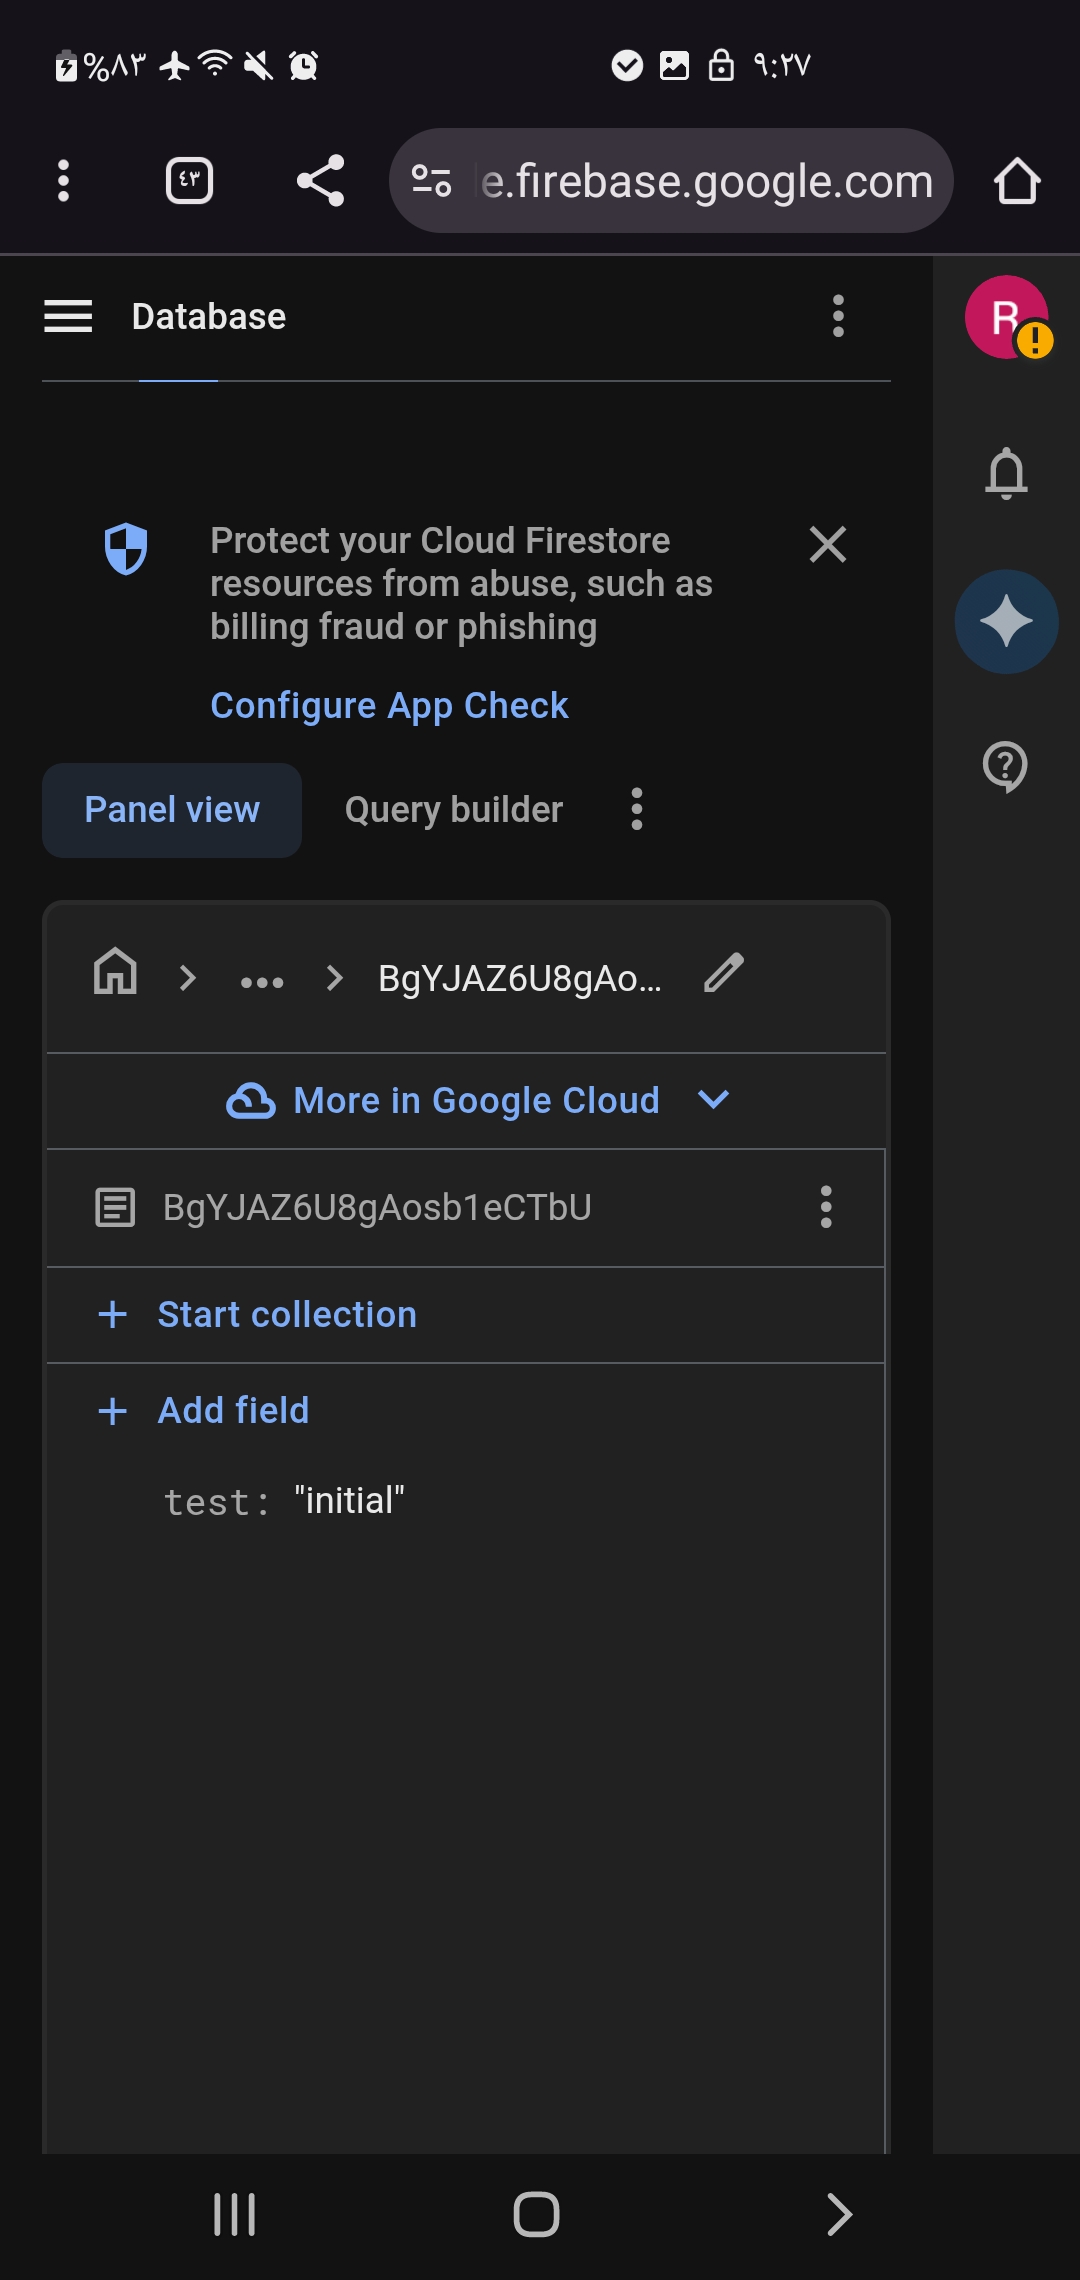 %٨٣
٩:٢٧
٤٣
e.firebase.google.com
Database
R
Protect your Cloud Firestore
resources from abuse, such as
billing fraud or phishing
Configure App Check
Panel view
Query builder
BgYJAZ6U8gAo...
More in Google Cloud
BgYJAZ6U8gAosb1eCTbU
+ Start collection
+ Add field
test: "initial"